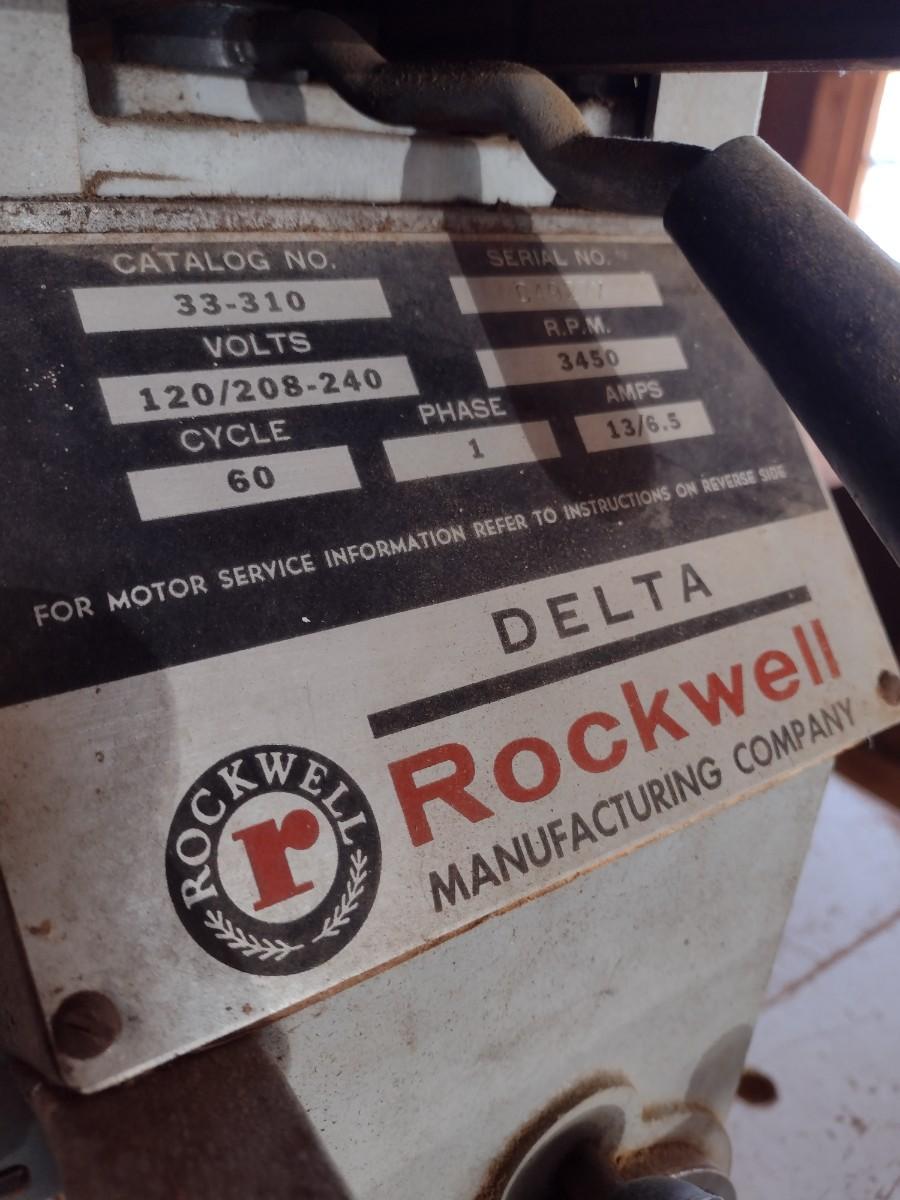 CATALOG NO.
SERIAL NO.
33-310
VOLTS
R.P.M.
120/208-240
3450
CYCLE
PHASE
AMPS
60
1
13/6.5
FOR MOTOR SERVICE INFORMATION REFER TO INSTRUCTIONS ON REVERSE SIDE
DELTA
Rockwell
MANUFACTURING COMPANY
ROCKWELL
r